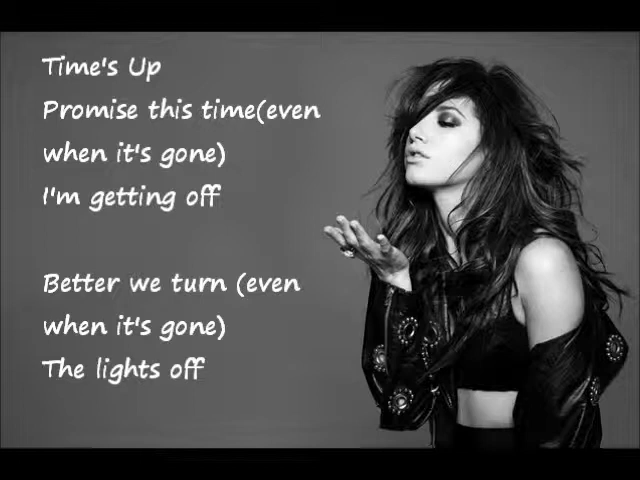 Time's Up
Promise this time(even
when it's gone)
I'm getting off
Better we turn (even
when it's gone)
The lights off